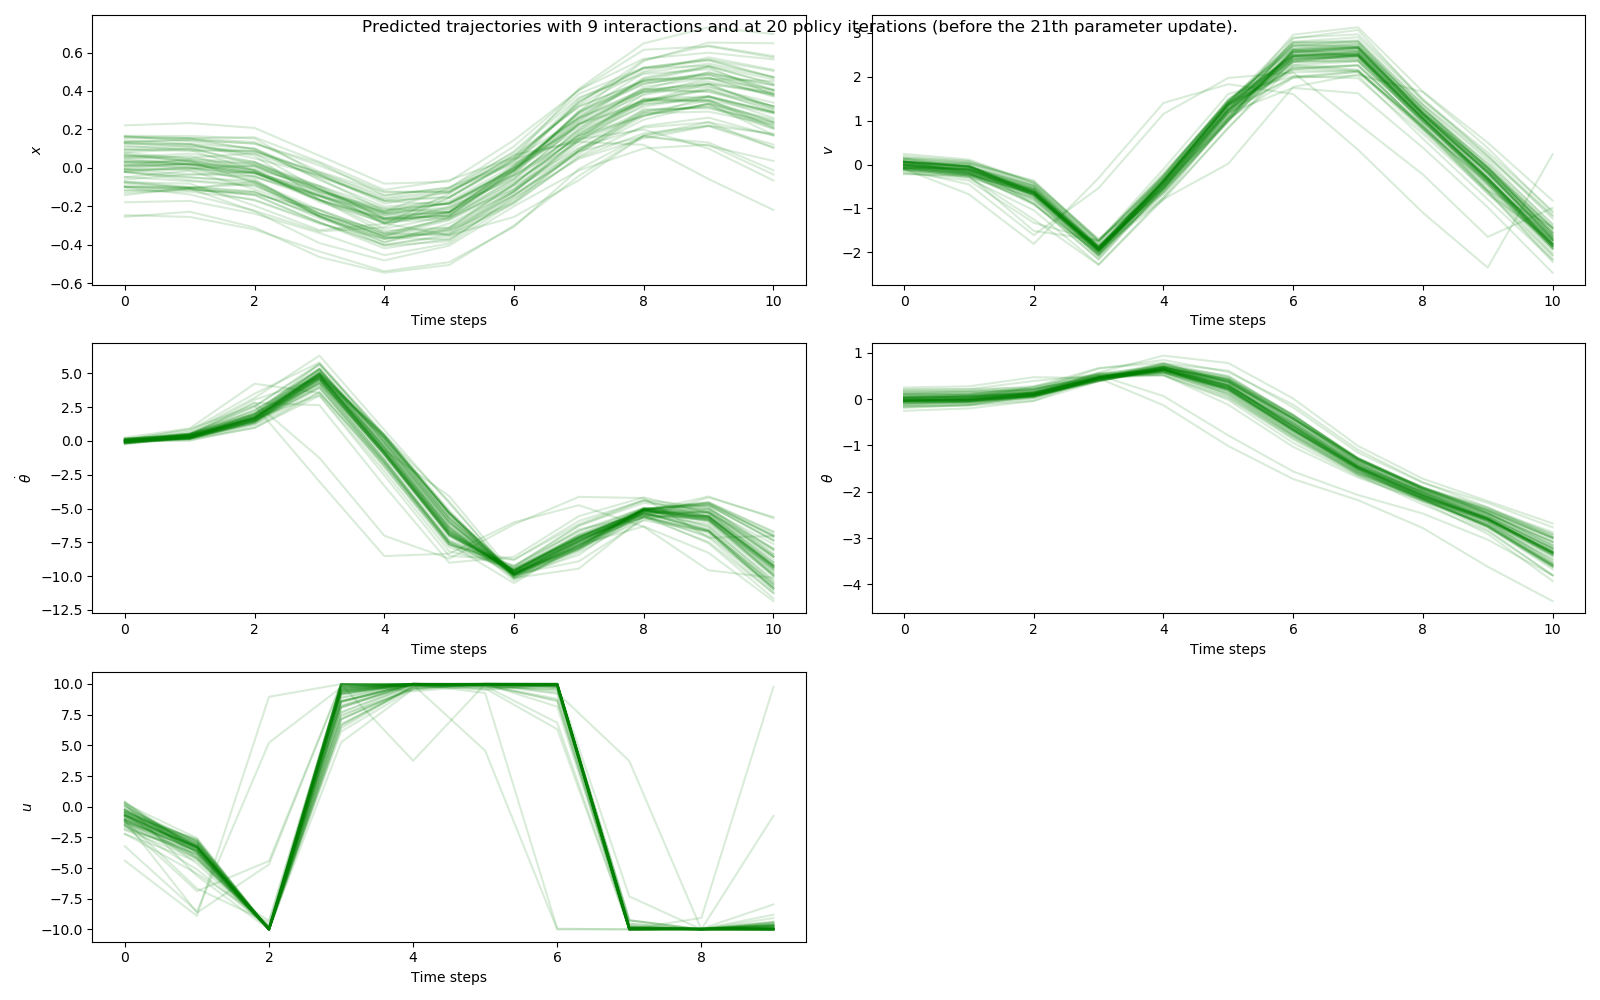 Predicted trajectories with 9 interactions and at 20 policy iterations (before the 21th parameter update).
0.6
0.4
0.2
0.0
−0.2
−0.4
−0.6
x
0 2 4 6 8 10
Time steps
3
2
1
0
−1
−2
v
0 2 4 6 8 10
Time steps
5.0
2.5
0.0
−2.5
−5.0
−7.5
−10.0
−12.5
θ̇
0 2 4 6 8 10
Time steps
1
0
−1
−2
−3
−4
θ
0 2 4 6 8 10
Time steps
10.0
7.5
5.0
2.5
0.0
−2.5
−5.0
−7.5
−10.0
u
0 2 4 6 8
Time steps